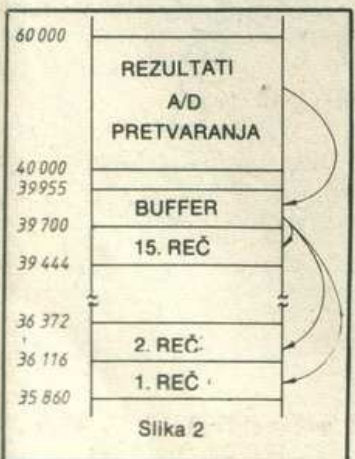 60 000
REZULTATI
A/D
PRETVARANJA
40 000
39955
BUFFER
39 700
15. REČ
39 444
36 372
2. REČ
36 116
1. REČ
35 860
Slika 2